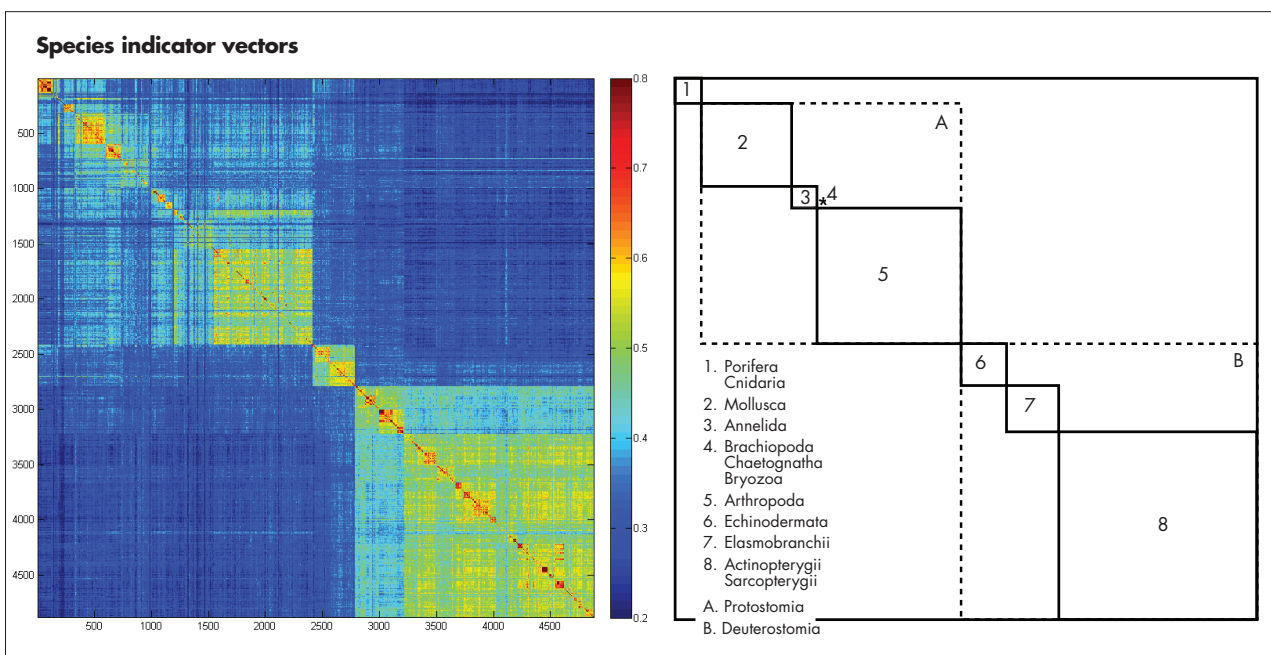 Species indicator vectors
500
1000
1500
2000
2500
3000
3500
4000
4500
500 1000 1500 2000 2500 3000 3500 4000 4500
0.8
0.7
0.6
0.5
0.4
0.3
0.2
1
A
2
3 *4
5
6
B
7
8
1. Porifera
Cnidaria
2. Mollusca
3. Annelida
4. Brachiopoda
Chaetognatha
Bryozoa
5. Arthropoda
6. Echinodermata
7. Elasmobranchii
8. Actinopterygii
Sarcopterygii
A. Protostomia
B. Deuterostomia